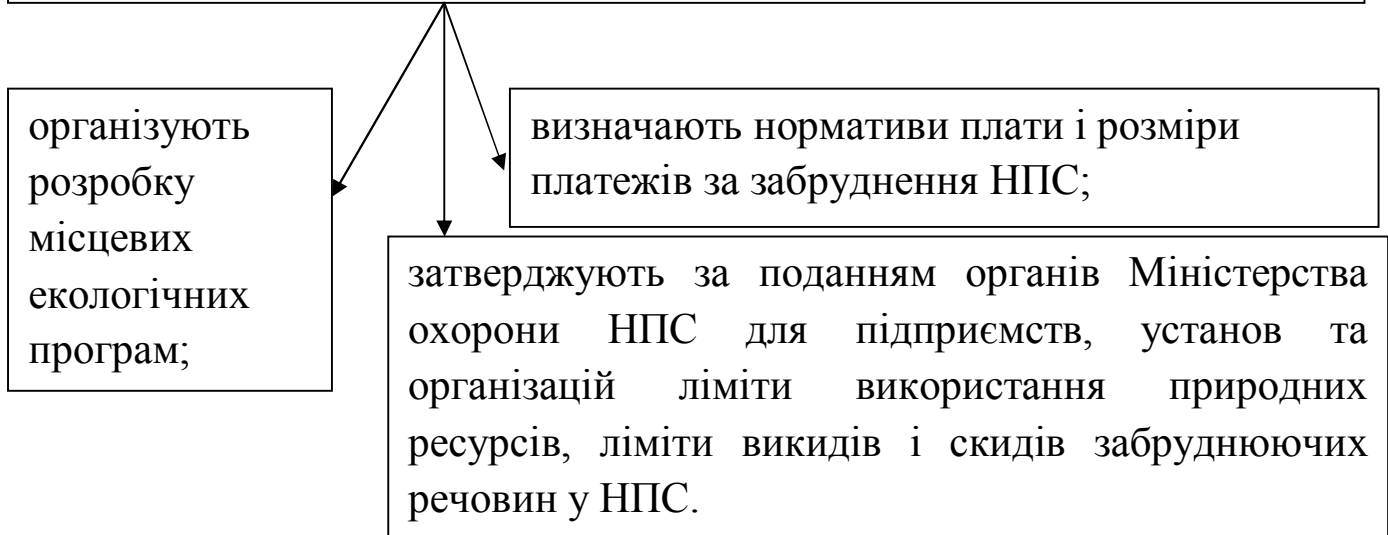 організують
розробку
місцевих
екологічних
програм;
визначають нормативи плати і розміри
платежів за забруднення НПС;
затверджують за поданням органів Міністерства
охорони НПС для підприємств, установ та
організацій ліміти використання природних
ресурсів, ліміти викидів і скидів забруднюючих
речовин у НПС.